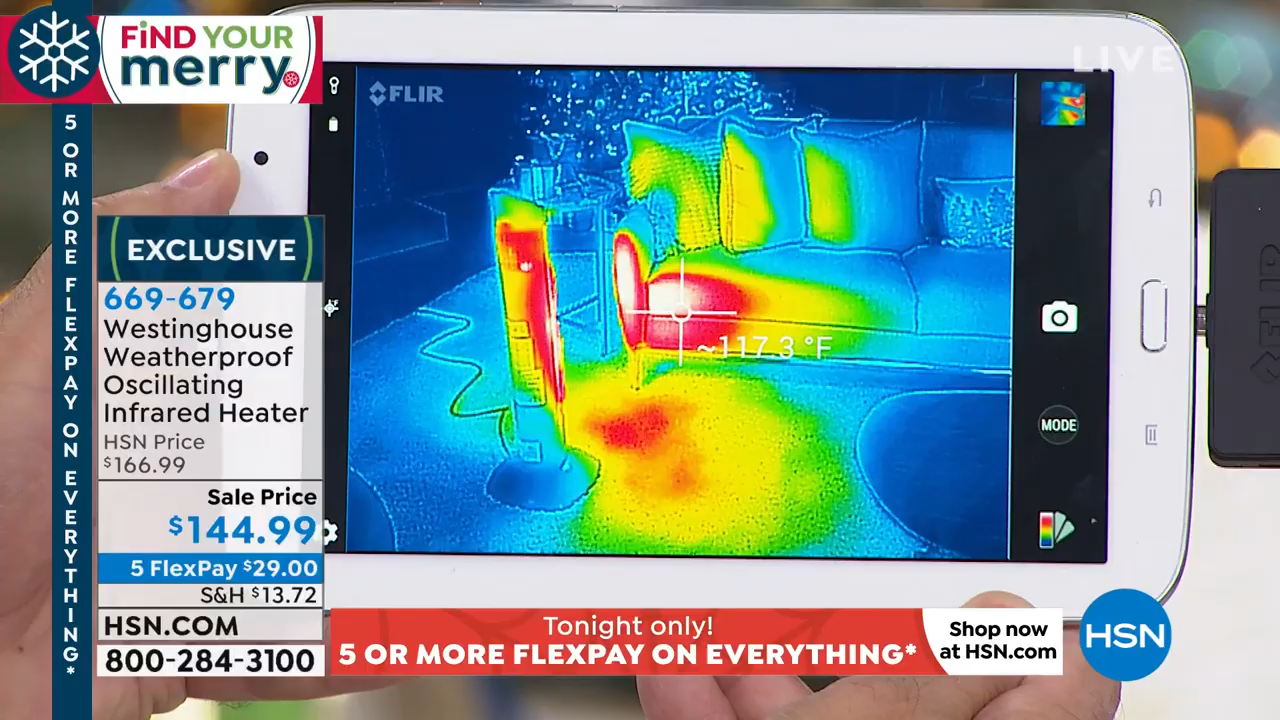 FiND YOUR
merry.
LIVE
5 OR MORE FLEXPAY ON EVERYTHING*
FLIR
EXCLUSIVE
669-679
Westinghouse
Weatherproof
Oscillating
Infrared Heater
HSN Price
$166.99
Sale Price
$144.99
5 FlexPay $29.00
S&H $13.72
HSN.COM
800-284-3100
~117.3 °F
MODE
FLIR
Tonight only!
5 OR MORE FLEXPAY ON EVERYTHING*
Shop now
at HSN.com
HSN